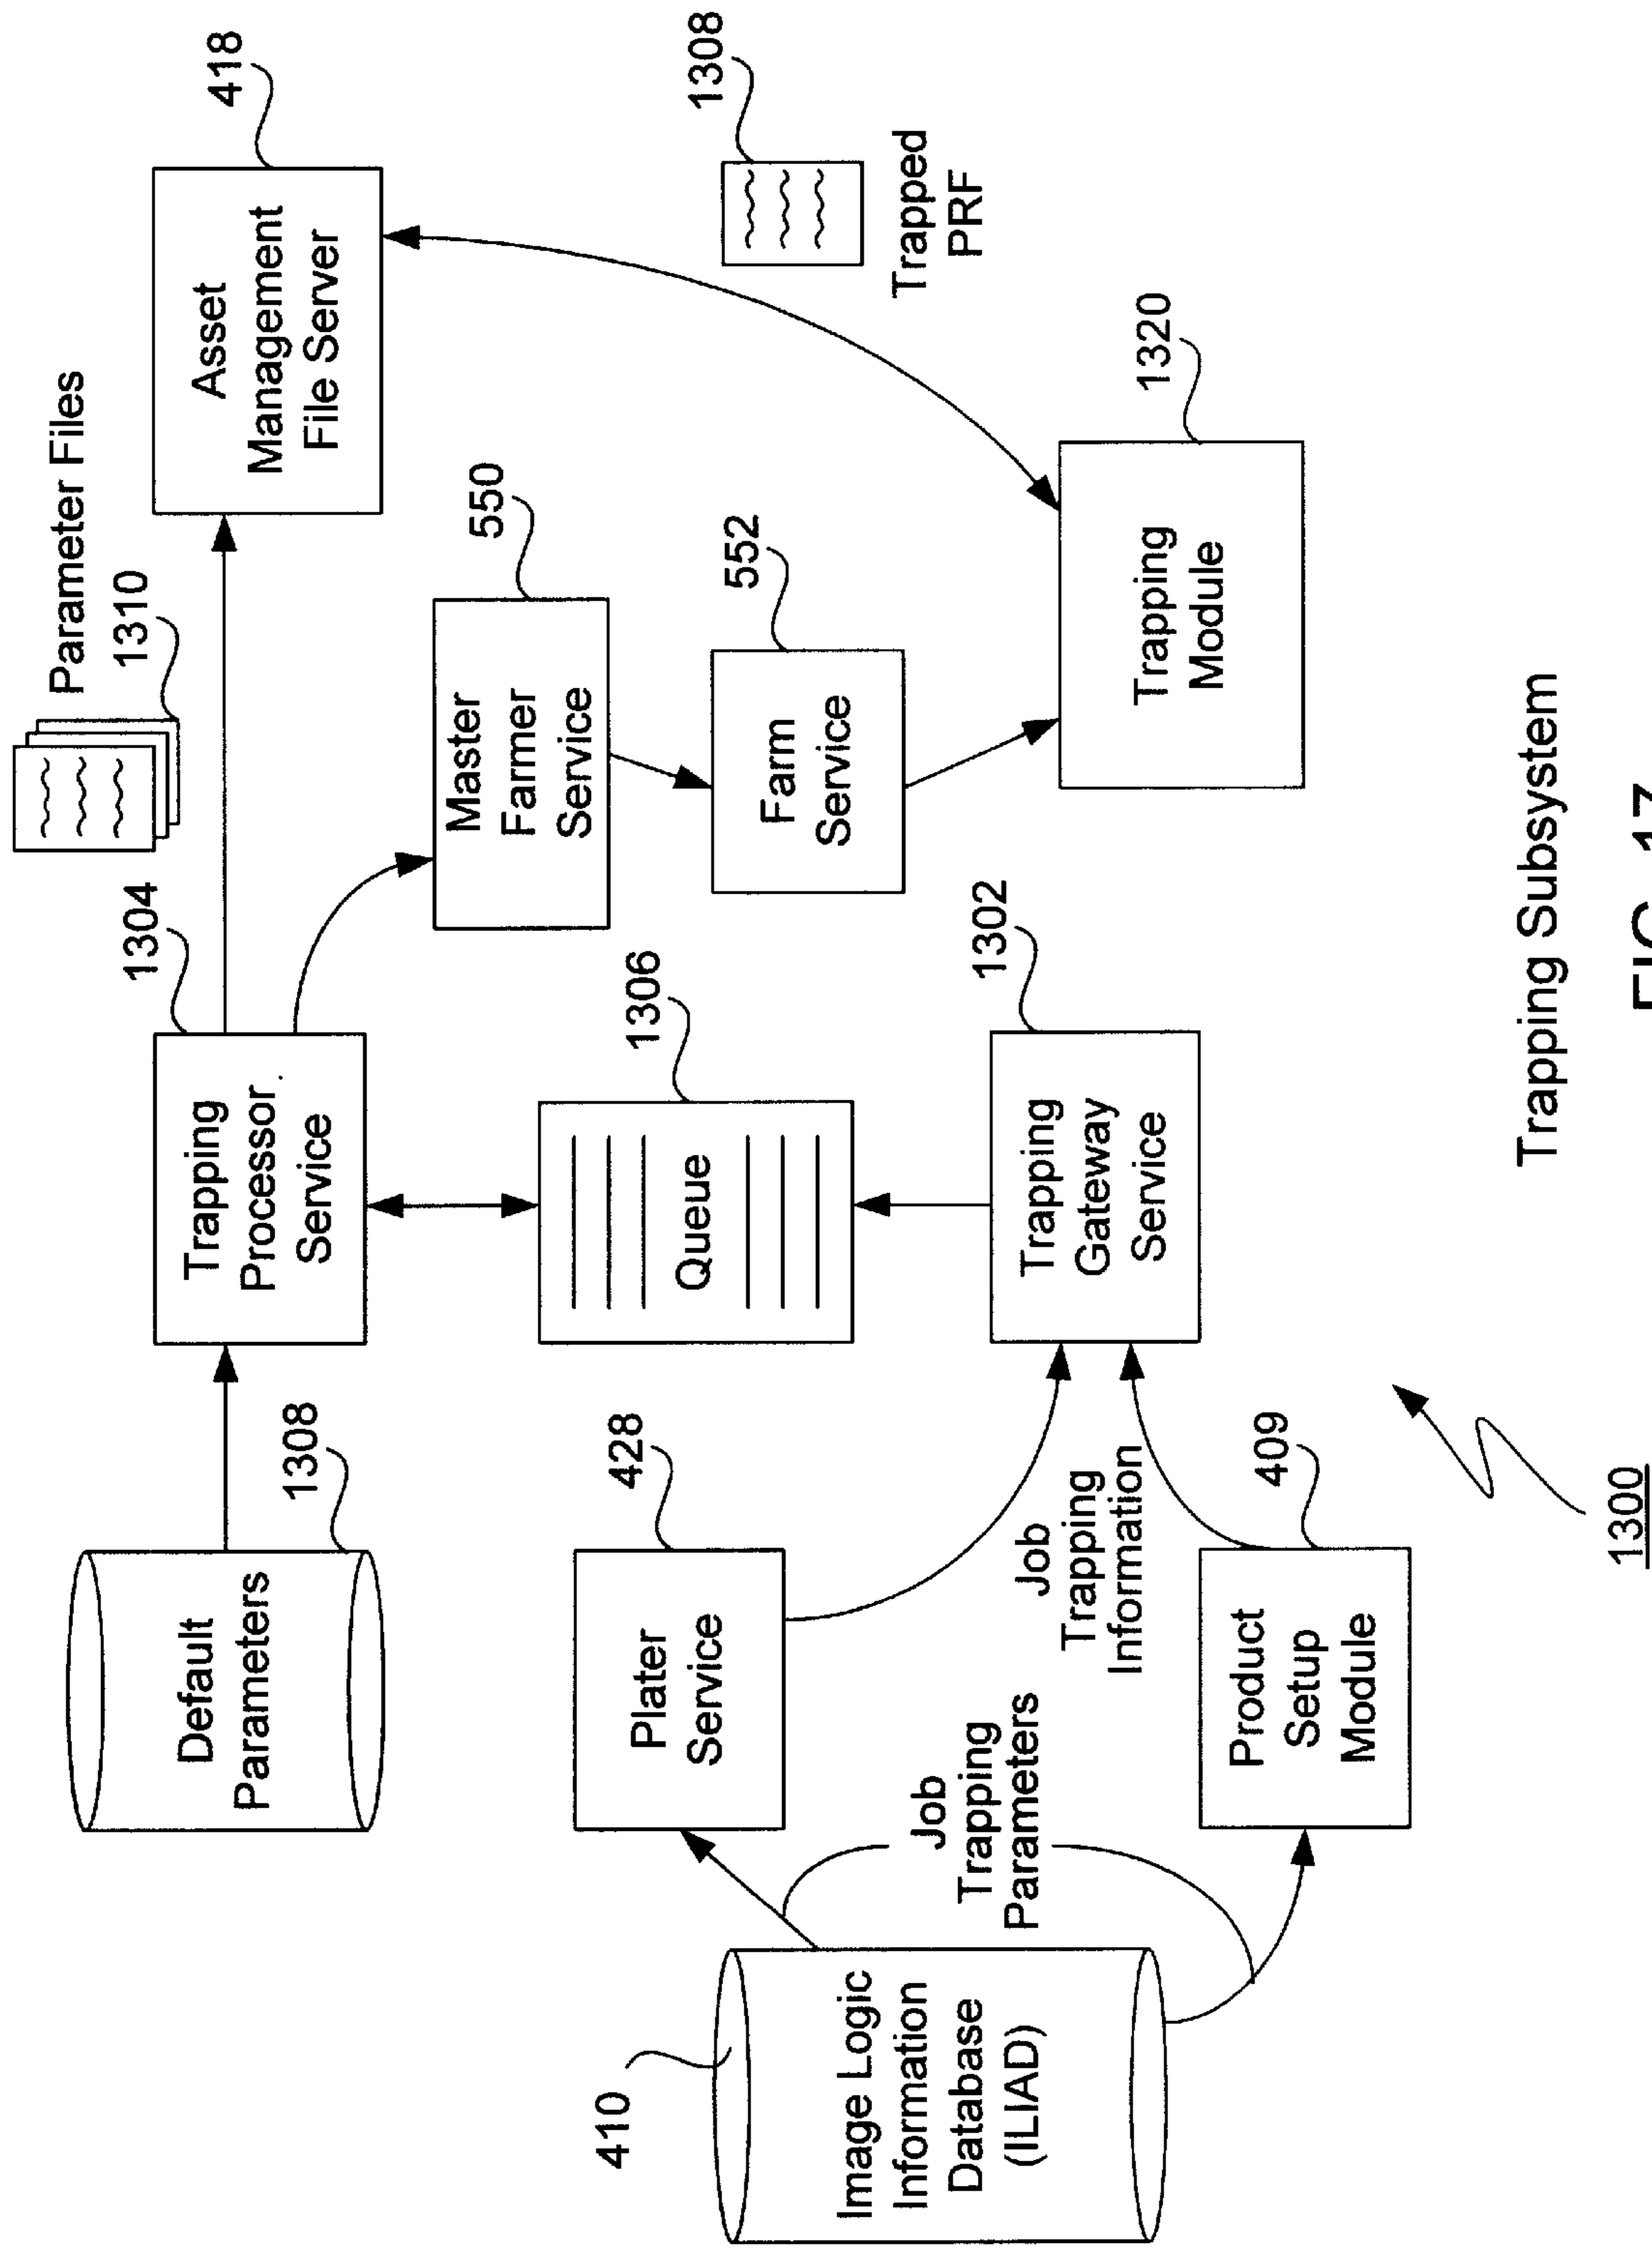 Default
Parameters
1308
Trapping
Processor
Service
1304
Parameter Files
1310
Asset
Management
File Server
418
Master
Farmer
Service
550
Plater
Service
428
Queue
1306
Farm
Service
552
1308
Trapped
PRF
410
Image Logic
Information
Database
(ILIAD)
Job
Trapping
Parameters
Job
Trapping
Information
Trapping
Gateway
Service
1302
Trapping
Module
1320
Product
Setup
Module
409
1300
Trapping Subsystem
FIG.